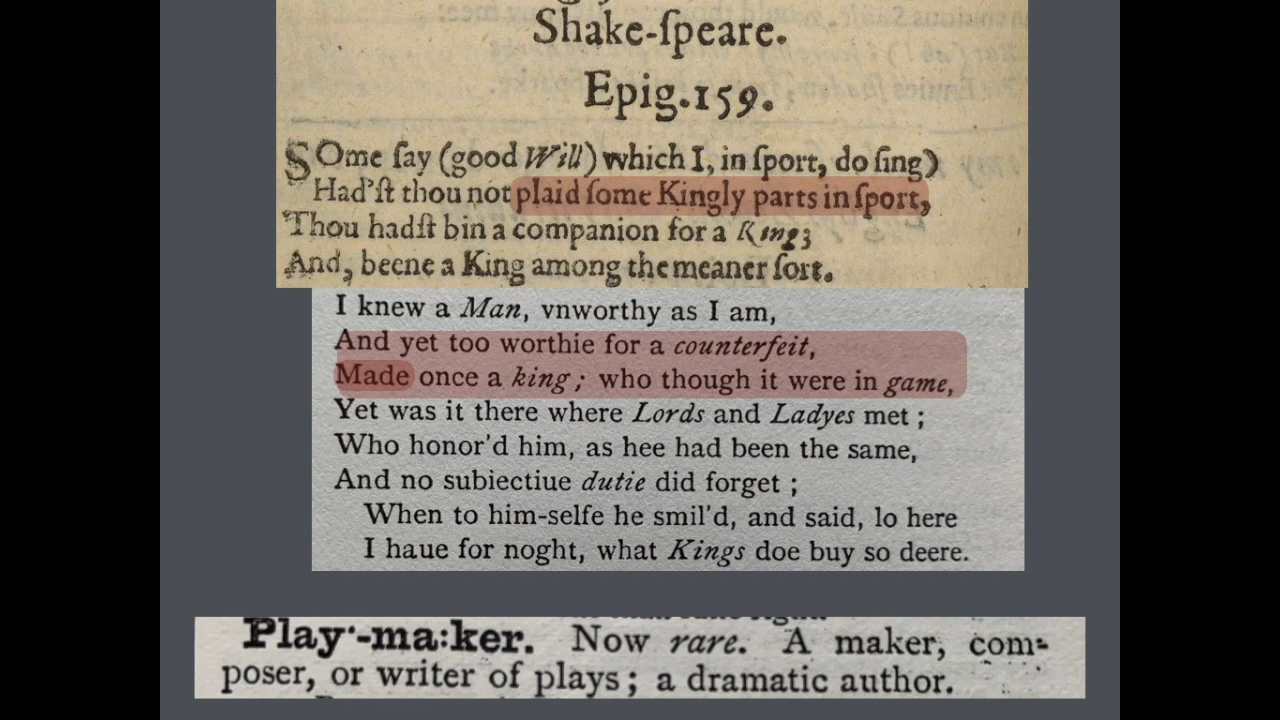 Shake-ſpeare.
Epig.159.
SOme ſay (good Will) which I, in ſport, do ſing)
Had'ſt thou not plaid ſome Kingly parts in ſport,
Thou hadſt bin a companion for a King;
And, beene a King among the meaner ſort.
I knew a Man, vnworthy as I am,
And yet too worthie for a counterfeit,
Made once a king; who though it were in game,
Yet was it there where Lords and Ladyes met;
Who honor'd him, as hee had been the same,
And no subiectiue dutie did forget;
When to him-selfe he smil'd, and said, lo here
I haue for noght, what Kings doe buy so deere.
Play·-ma:ker. Now rare. A maker, com-
poser, or writer of plays; a dramatic author.